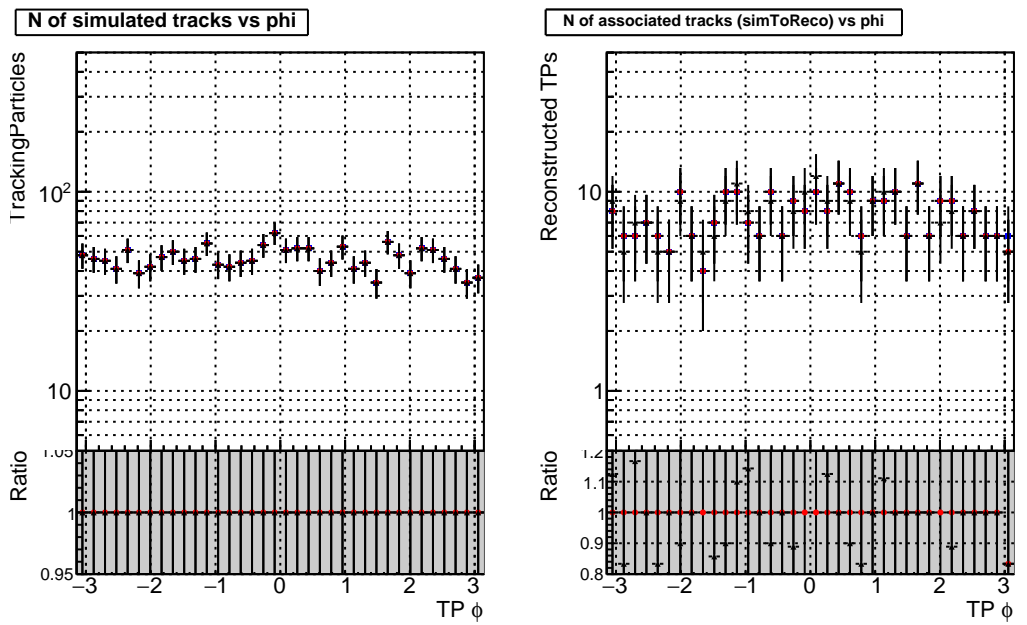 N of simulated tracks vs phi
TrackingParticles
10²
10
Ratio
1.05
1
0.95
−3 −2 −1 0 1 2 3
TP ϕ
N of associated tracks (simToReco) vs phi
Reconstructed TPs
10
1
Ratio
1.2
1.1
1
0.9
0.8
−3 −2 −1 0 1 2 3
TP ϕ